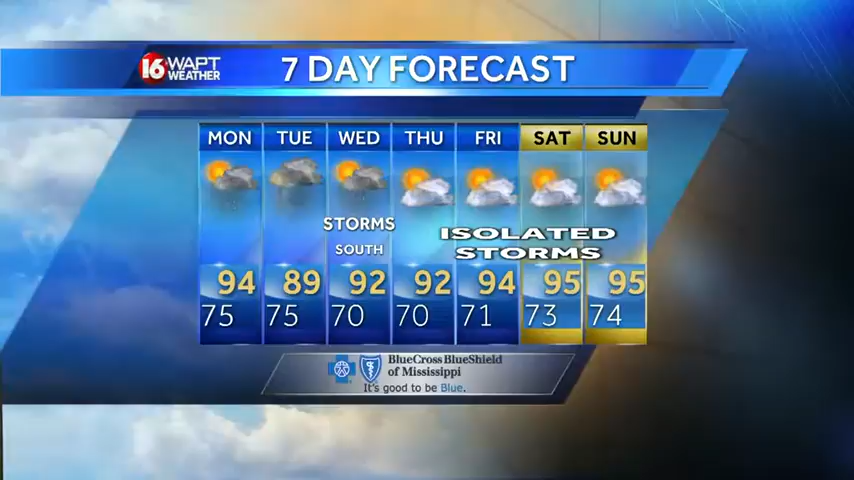 16 WAPT
WEATHER
7 DAY FORECAST
MON TUE WED THU FRI SAT SUN
STORMS
SOUTH
ISOLATED
STORMS
94 89 92 92 94 95 95
75 75 70 70 71 73 74
BlueCross BlueShield
of Mississippi
It's good to be Blue.